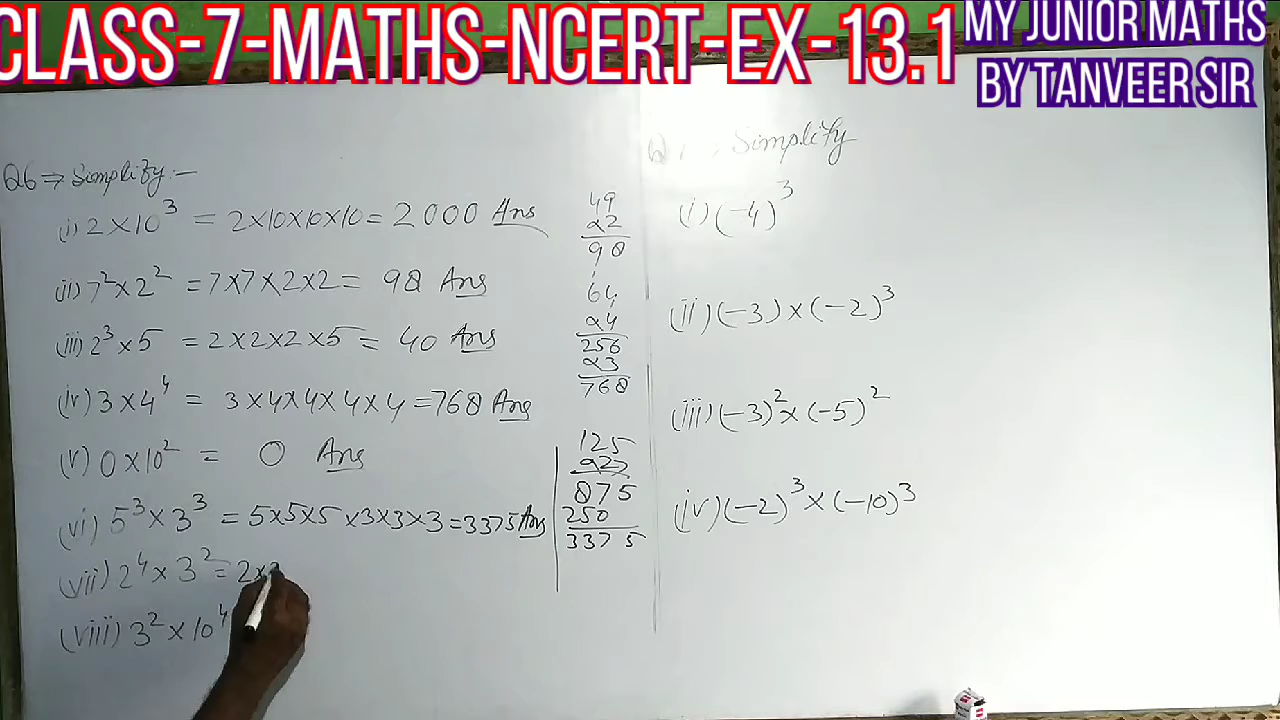 CLASS-7-MATHS-NCERT-EX-13.1
MY JUNIOR MATHS
BY TANVEER SIR
Q6 ⇒ Simplify:-
(i) 2×10³ = 2×10×10×10 = 2000 Ans
(ii) 7²×2² = 7×7×2×2 = 98 Ans
(iii) 2³×5 = 2×2×2×5 = 40 Ans
(iv) 3×4⁴ = 3×4×4×4×4 = 768 Ans
(v) 0×10² = 0 Ans
(vi) 5³×3³ = 5×5×5×3×3×3 = 3375 Ans
(vii) 2⁴×3² = 2×2
(viii) 3²×10⁴
49
×2
98
64
×4
256
×3
768
125
875
250
3375
Simplify
(i) (-4)³
(ii) (-3)×(-2)³
(iii) (-3)²×(-5)²
(iv) (-2)³×(-10)³